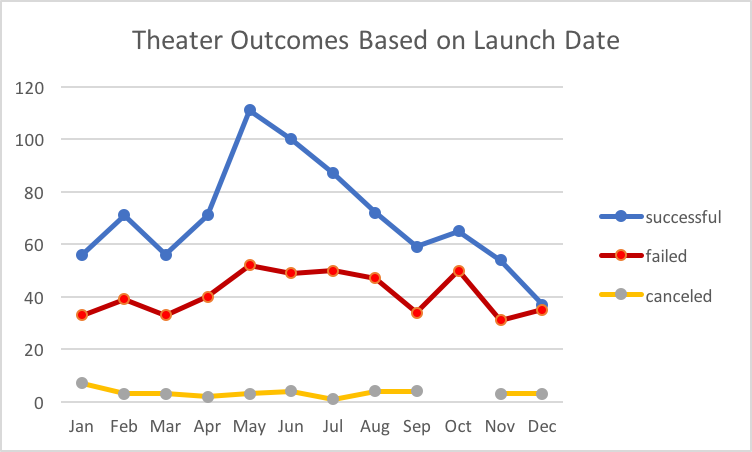 Theater Outcomes Based on Launch Date
120
100
80
60
40
20
0
Jan Feb Mar Apr May Jun Jul Aug Sep Oct Nov Dec
successful
failed
canceled